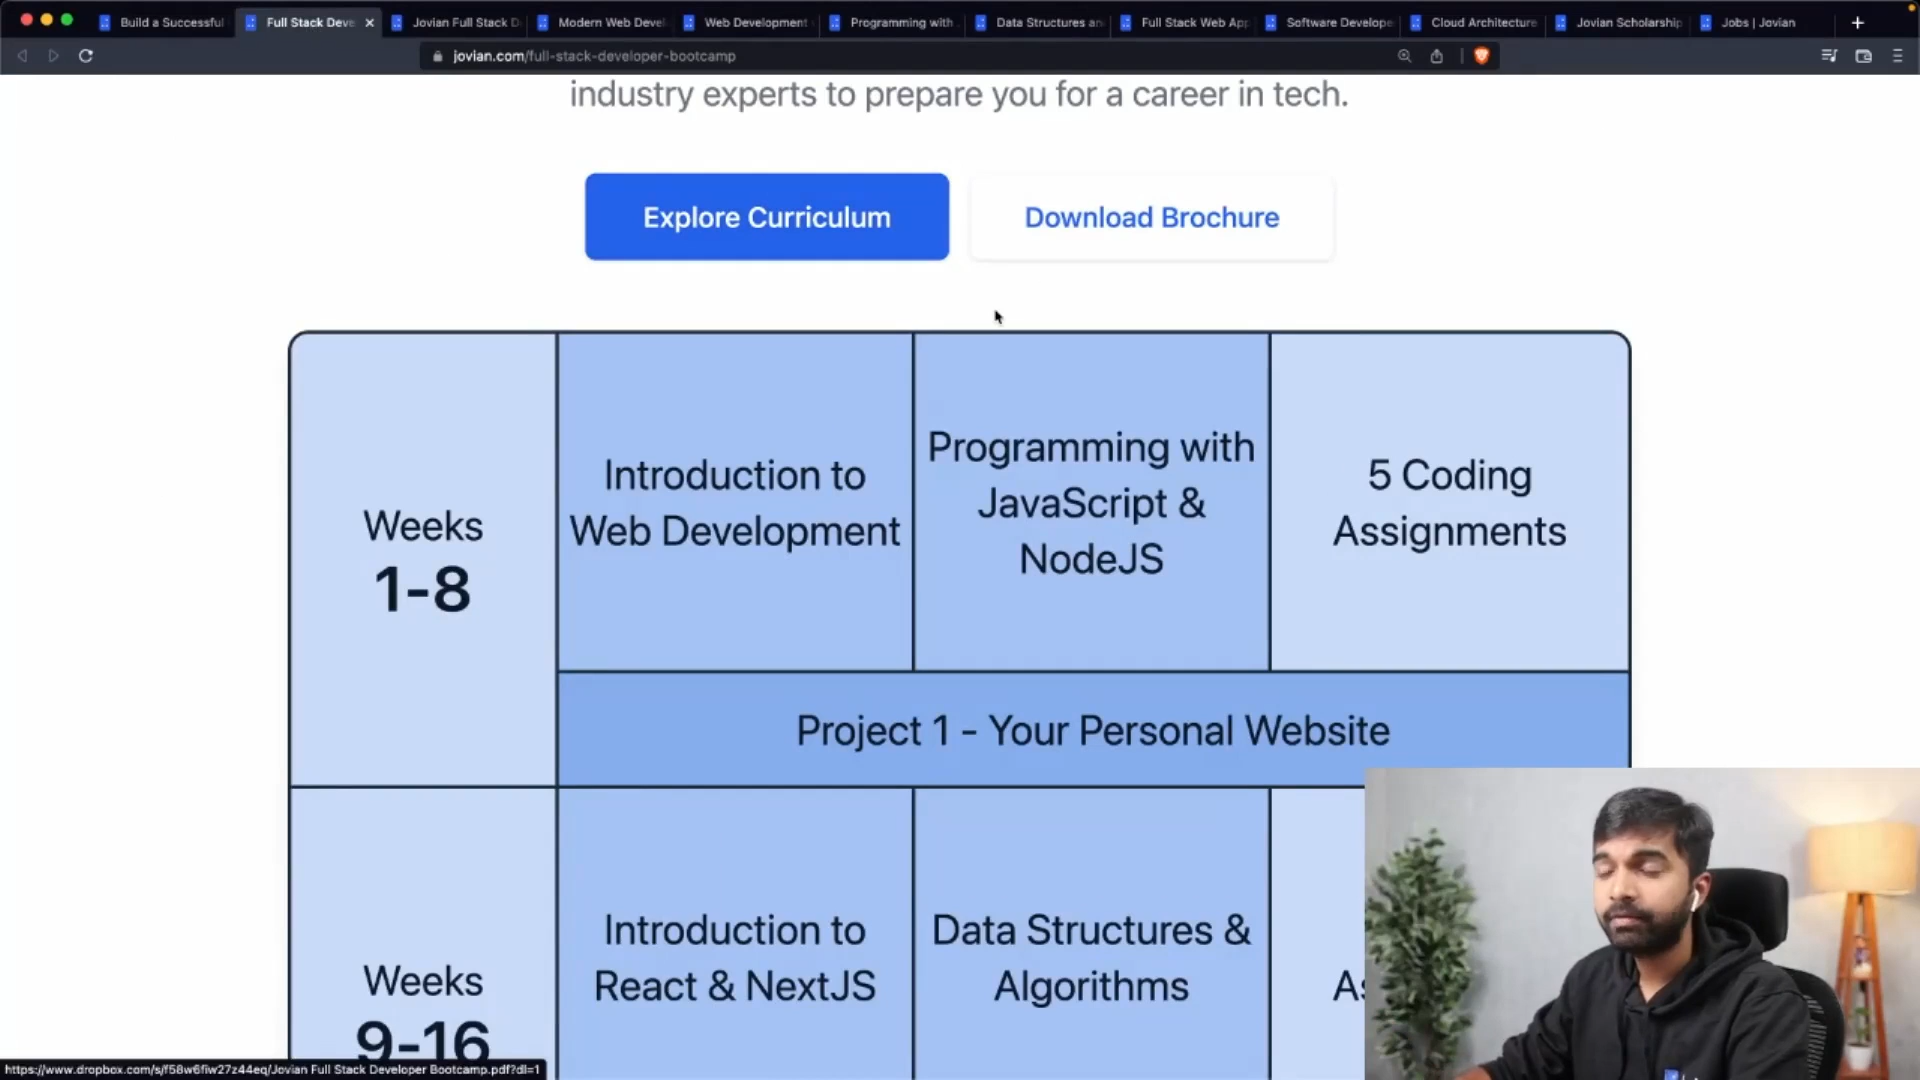 Build a Successful
Full Stack Deve
Jovian Full Stack D
Modern Web Devel
Web Development
Programming with
Data Structures an
Full Stack Web App
Software Develope
Cloud Architecture
Jovian Scholarship
Jobs | Jovian
jovian.com/full-stack-developer-bootcamp
industry experts to prepare you for a career in tech.
Explore Curriculum
Download Brochure
Weeks
1-8
Introduction to
Web Development
Programming with
JavaScript &
NodeJS
5 Coding
Assignments
Project 1 - Your Personal Website
Weeks
9-16
Introduction to
React & NextJS
Data Structures &
Algorithms
As
https://www.dropbox.com/s/f58w6fiw27z44eq/Jovian Full Stack Developer Bootcamp.pdf?dl=1